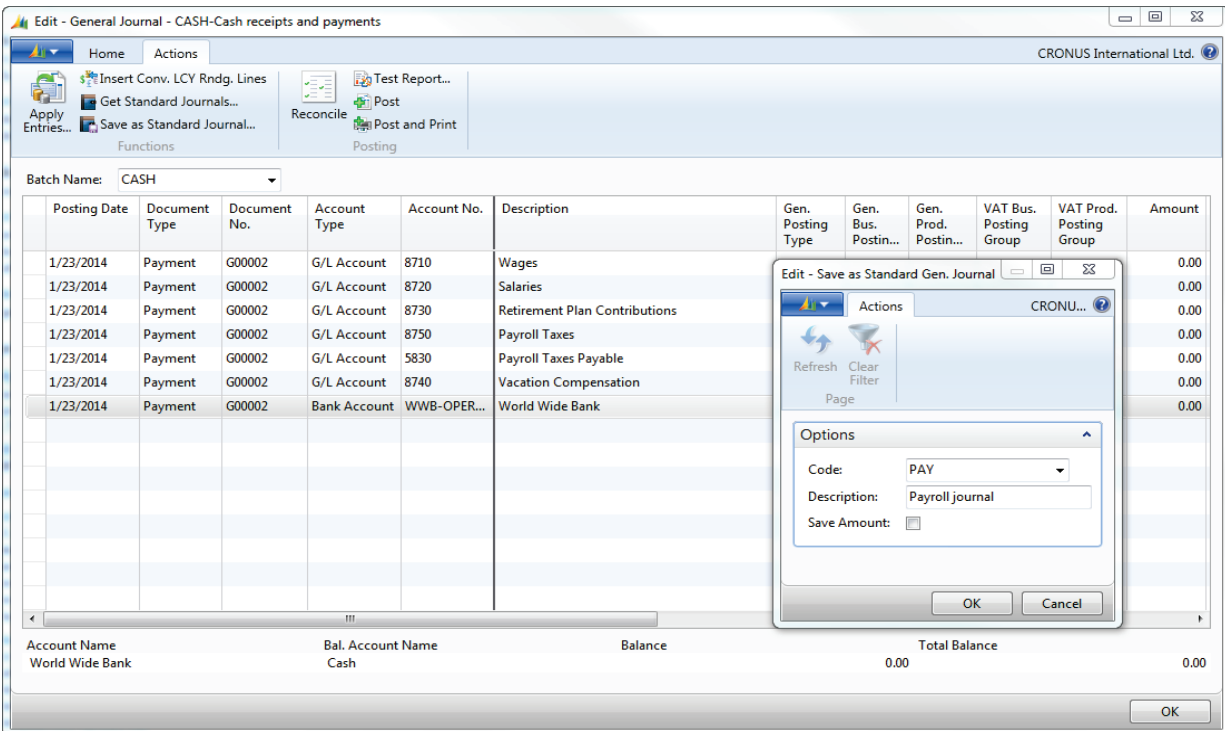 Edit - General Journal - CASH-Cash receipts and payments
Home Actions CRONUS International Ltd.
Apply Entries...
Insert Conv. LCY Rndg. Lines
Get Standard Journals...
Save as Standard Journal...
Functions
Reconcile
Test Report...
Post
Post and Print
Posting
Batch Name: CASH
Posting Date Document Type Document No. Account Type Account No. Description Gen. Posting Type Gen. Bus. Postin... Gen. Prod. Postin... VAT Bus. Posting Group VAT Prod. Posting Group Amount
1/23/2014 Payment G00002 G/L Account 8710 Wages 0.00
1/23/2014 Payment G00002 G/L Account 8720 Salaries 0.00
1/23/2014 Payment G00002 G/L Account 8730 Retirement Plan Contributions 0.00
1/23/2014 Payment G00002 G/L Account 8750 Payroll Taxes 0.00
1/23/2014 Payment G00002 G/L Account 5830 Payroll Taxes Payable 0.00
1/23/2014 Payment G00002 G/L Account 8740 Vacation Compensation 0.00
1/23/2014 Payment G00002 Bank Account WWB-OPER... World Wide Bank 0.00
Edit - Save as Standard Gen. Journal
Actions CRONU...
Refresh Clear Filter
Page
Options
Code: PAY
Description: Payroll journal
Save Amount:
OK Cancel
Account Name Bal. Account Name Balance Total Balance
World Wide Bank Cash 0.00 0.00
OK